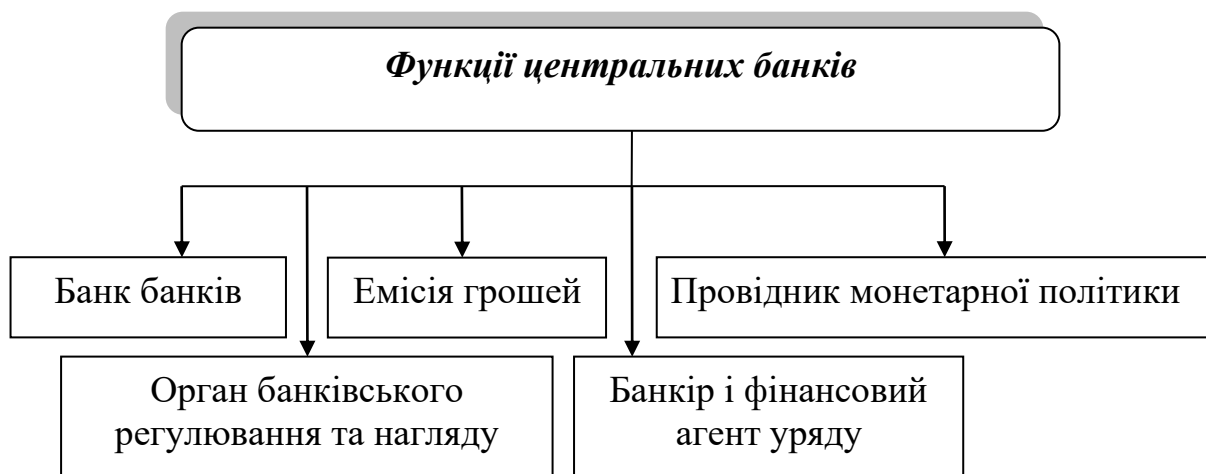 Функції центральних банків
Банк банків
Емісія грошей
Провідник монетарної політики
Орган банківського
регулювання та нагляду
Банкір і фінансовий
агент уряду